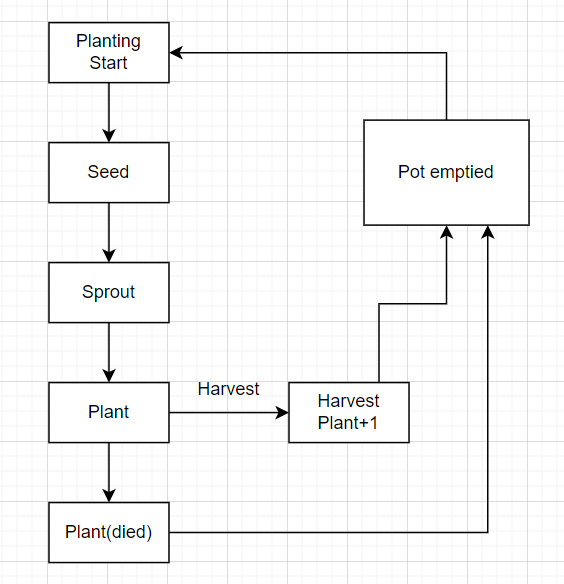 Planting
Start
Seed
Pot emptied
Sprout
Plant
Harvest
Harvest
Plant+1
Plant(died)